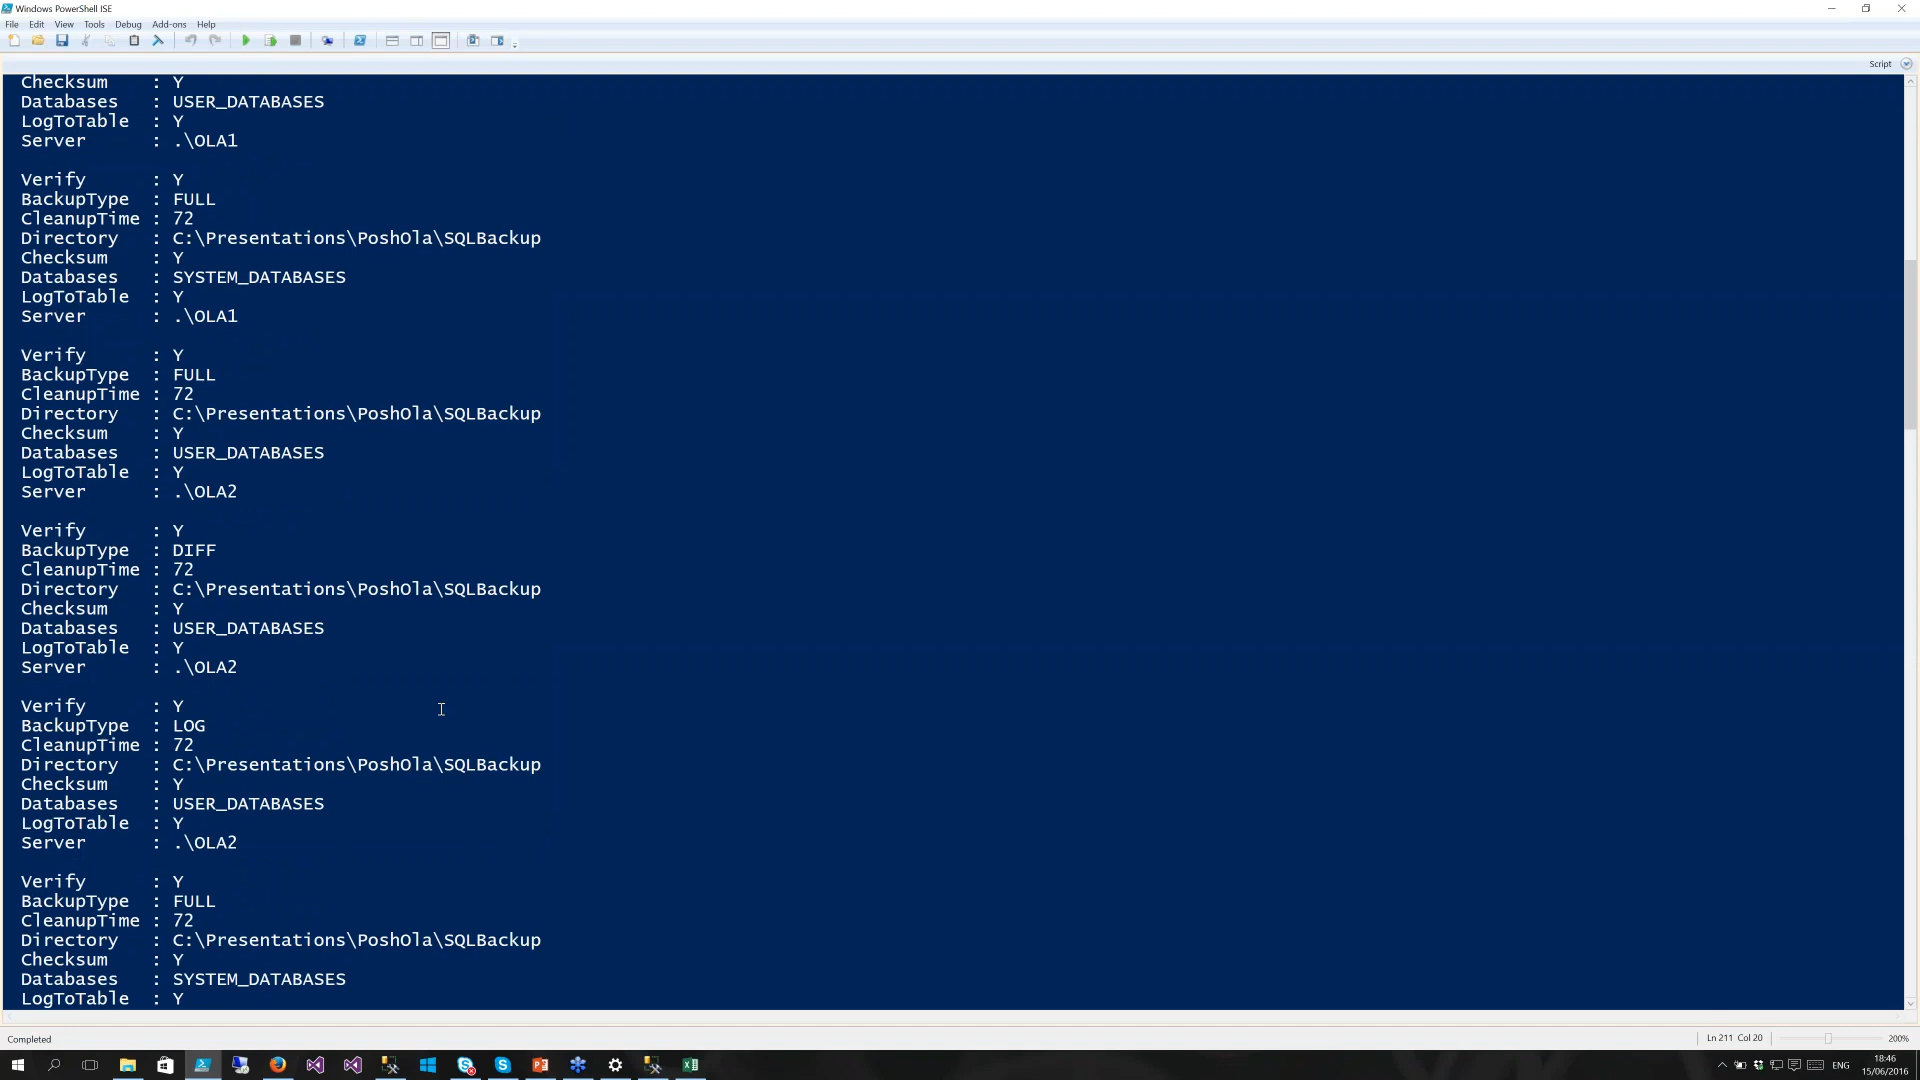 Windows PowerShell ISE
File Edit View Tools Debug Add-ons Help
Script
Checksum : Y
Databases : USER_DATABASES
LogToTable : Y
Server : .\OLA1
Verify : Y
BackupType : FULL
CleanupTime : 72
Directory : C:\Presentations\PoshOla\SQLBackup
Checksum : Y
Databases : SYSTEM_DATABASES
LogToTable : Y
Server : .\OLA1
Verify : Y
BackupType : FULL
CleanupTime : 72
Directory : C:\Presentations\PoshOla\SQLBackup
Checksum : Y
Databases : USER_DATABASES
LogToTable : Y
Server : .\OLA2
Verify : Y
BackupType : DIFF
CleanupTime : 72
Directory : C:\Presentations\PoshOla\SQLBackup
Checksum : Y
Databases : USER_DATABASES
LogToTable : Y
Server : .\OLA2
Verify : Y
BackupType : LOG
CleanupTime : 72
Directory : C:\Presentations\PoshOla\SQLBackup
Checksum : Y
Databases : USER_DATABASES
LogToTable : Y
Server : .\OLA2
Verify : Y
BackupType : FULL
CleanupTime : 72
Directory : C:\Presentations\PoshOla\SQLBackup
Checksum : Y
Databases : SYSTEM_DATABASES
LogToTable : Y
Completed
Ln 211 Col 20
200%
ENG
18:46
15/06/2016